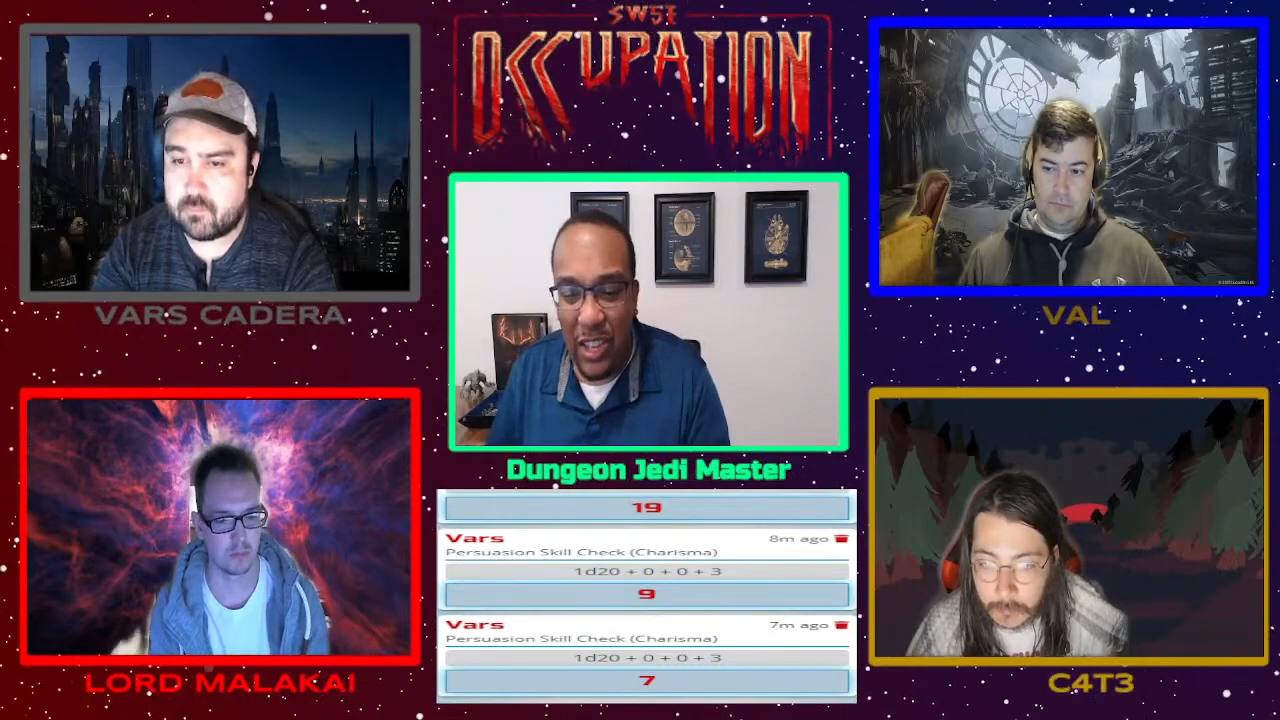 SW5E
OCCUPATION
VARS CADERA
VAL
Dungeon Jedi Master
19
Vars
8m ago
Persuasion Skill Check (Charisma)
1d20 + 0 + 0 + 3
9
Vars
7m ago
Persuasion Skill Check (Charisma)
1d20 + 0 + 0 + 3
7
LORD MALAKAI
C4T3